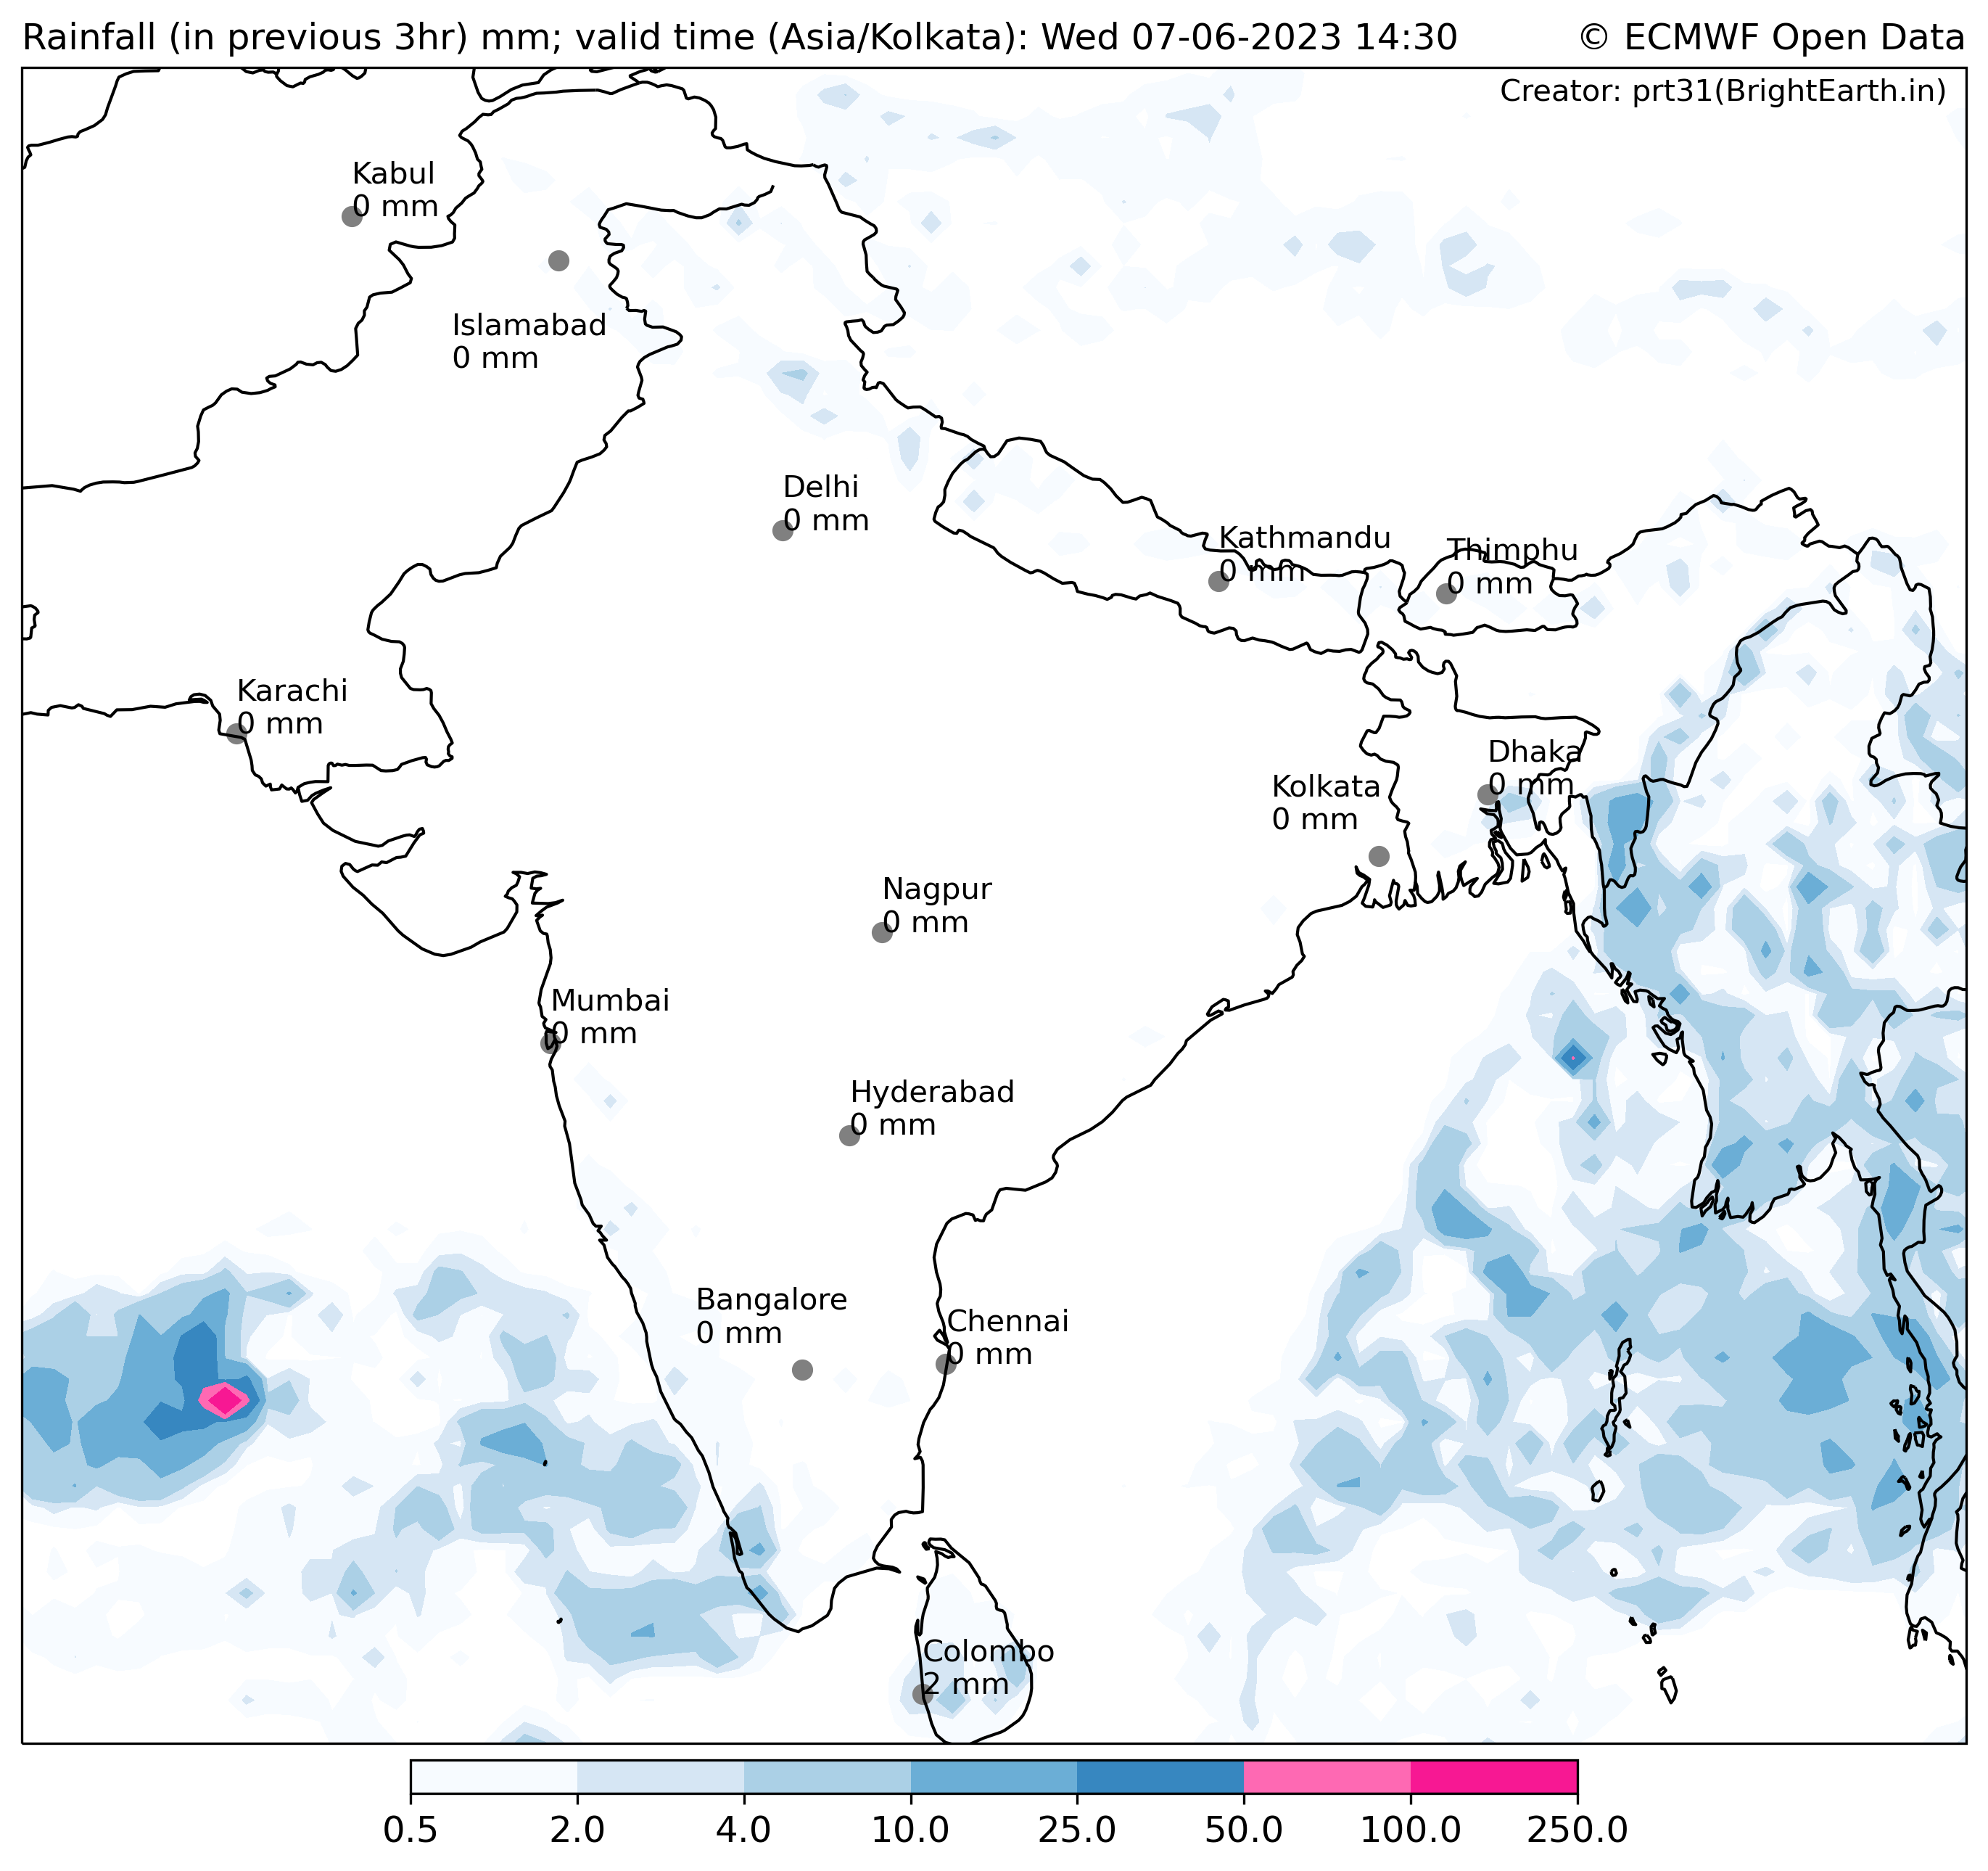 Rainfall (in previous 3hr) mm; valid time (Asia/Kolkata): Wed 07-06-2023 14:30
© ECMWF Open Data
Creator: prt31(BrightEarth.in)
Kabul
0 mm
Islamabad
0 mm
Delhi
0 mm
Kathmandu
0 mm
Thimphu
0 mm
Karachi
0 mm
Dhaka
0 mm
Kolkata
0 mm
Nagpur
0 mm
Mumbai
0 mm
Hyderabad
0 mm
Bangalore
0 mm
Chennai
0 mm
Colombo
2 mm
0.5 2.0 4.0 10.0 25.0 50.0 100.0 250.0